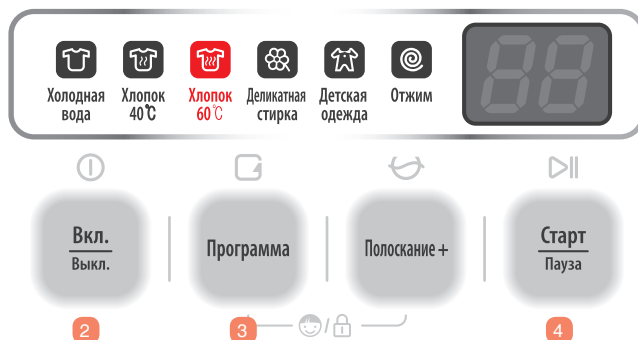 Холодная вода
Хлопок 40℃
Хлопок 60℃
Деликатная стирка
Детская одежда
Отжим
88
Вкл.
Выкл.
Программа
Полоскание +
Старт
Пауза
2
3
/
4